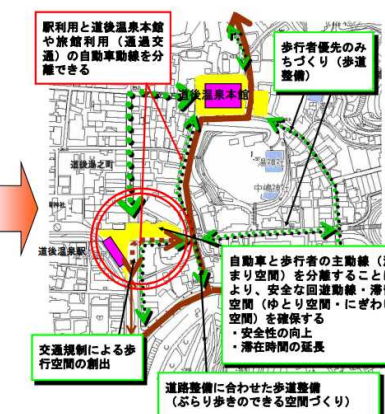 駅利用と道後温泉本館
や旅館利用（通過交
通）の自動車動線を分
離できる
歩行者優先のみ
ちづくり（歩道
整備）
道後温泉本館
道後湯之町
道後温泉駅
自動車と歩行者の主動線（
まり空間）を分離することに
より、安全な回遊動線・滞
空間（ゆとり空間・にぎわ
空間）を確保する
・安全性の向上
・滞在時間の延長
交通規制による歩
行空間の創出
道路整備に合わせた歩道整備
（ぶらり歩きのできる空間づくり）